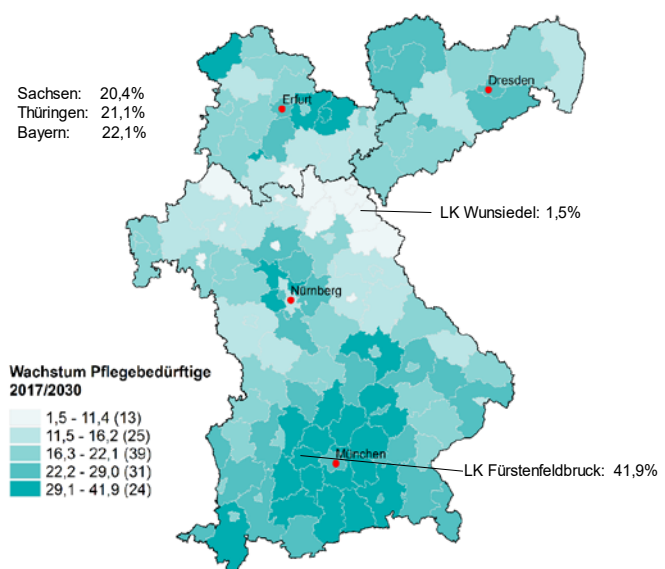 Sachsen: 20,4%
Thüringen: 21,1%
Bayern: 22,1%
Erfurt
Dresden
LK Wunsiedel: 1,5%
Nürnberg
Wachstum Pflegebedürftige
2017/2030
1,5 - 11,4 (13)
11,5 - 16,2 (25)
16,3 - 22,1 (39)
22,2 - 29,0 (31)
29,1 - 41,9 (24)
München
LK Fürstenfeldbruck: 41,9%